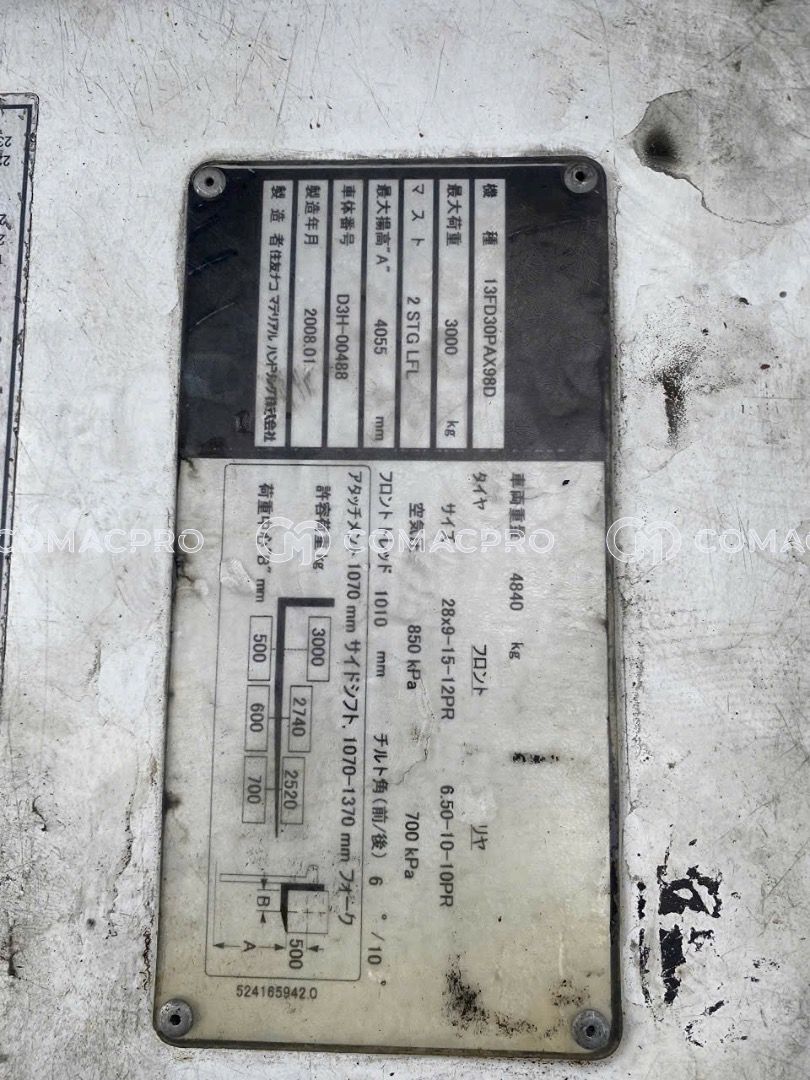 機種 13FD30PAX98D
最大荷重 3000 kg
マスト 2 STG LFL
最大揚高"A" 4055 mm
車体番号 D3H-00488
製造年月 2008.01
製造者 住友ナコ マテリアル ハンドリング株式会社
車両重量 4840 kg
タイヤ フロント リヤ
サイズ 28x9-15-12PR 6.50-10-10PR
空気圧 850 kPa 700 kPa
フロントトレッド 1010 mm チルト角(前/後) 6 °/10 °
アタッチメント, 1070 mm サイドシフト, 1070-1370 mm フォーク
許容荷重 kg 3000 2740 2520
荷重中心"B" mm 500 600 700
500
B
A
524165942.0
COMACPRO COMACPRO COMACPRO COMACPRO